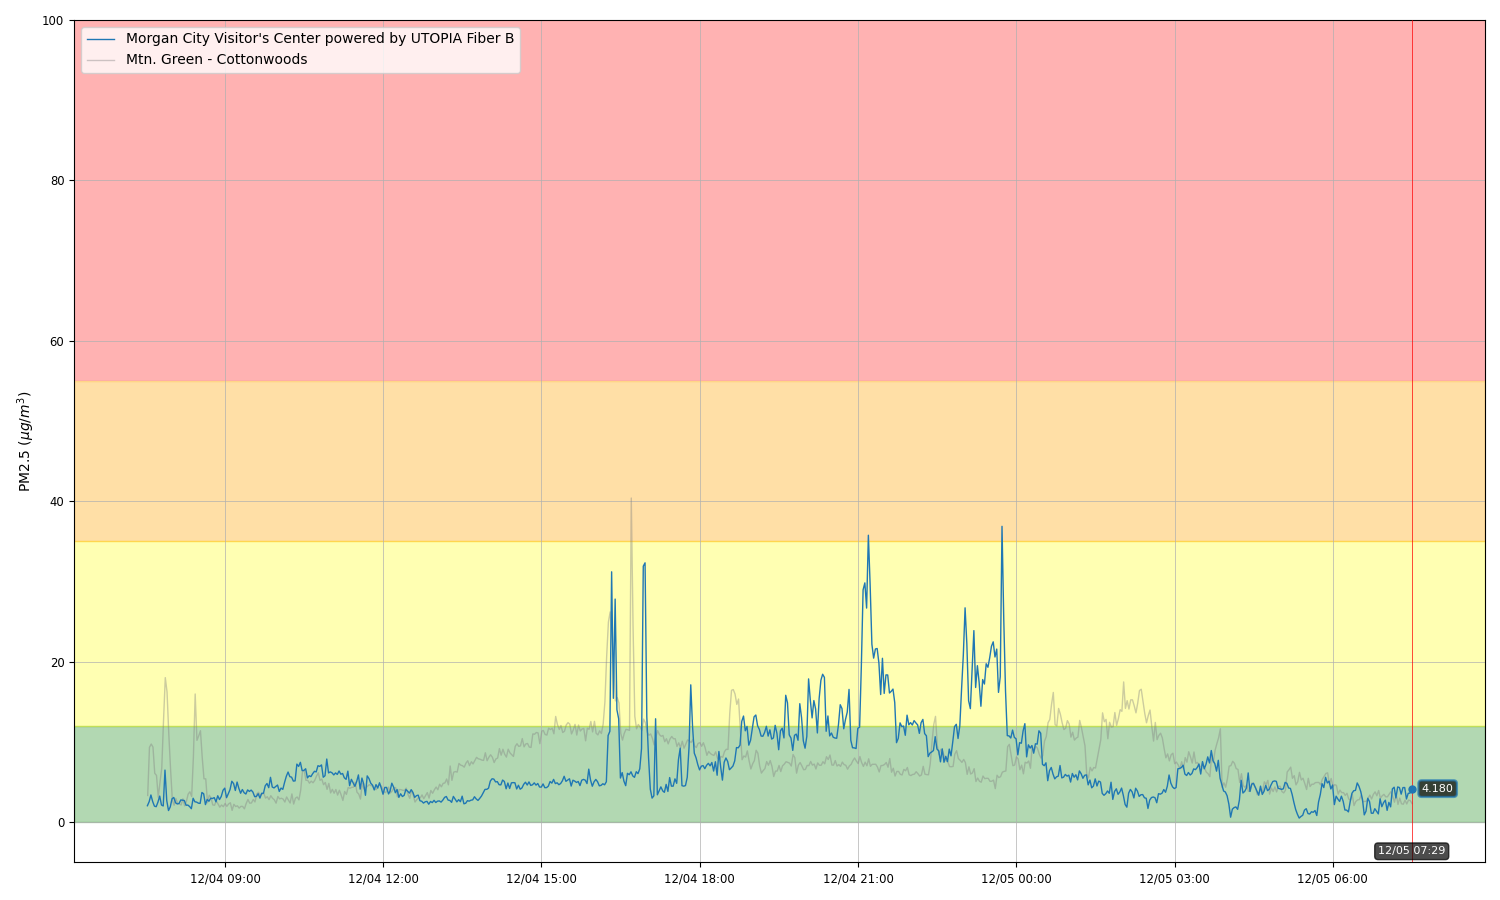 100
Morgan City Visitor's Center powered by UTOPIA Fiber B
Mtn. Green - Cottonwoods
80
60
PM2.5 (μg/m³)
40
20
4.180
0
12/05 07:29
12/04 09:00 12/04 12:00 12/04 15:00 12/04 18:00 12/04 21:00 12/05 00:00 12/05 03:00 12/05 06:00